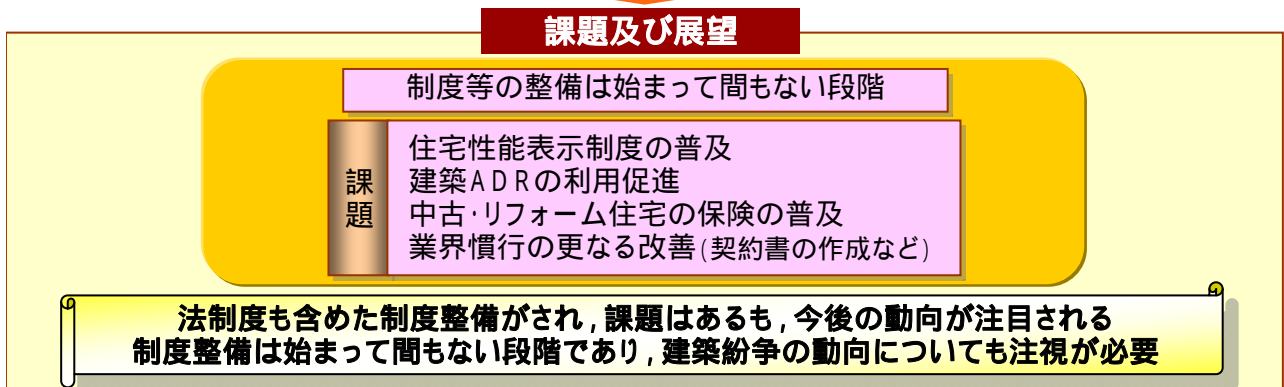 課題及び展望
制度等の整備は始まって間もない段階
課題
住宅性能表示制度の普及
建築ADRの利用促進
中古･リフォーム住宅の保険の普及
業界慣行の更なる改善(契約書の作成など)
法制度も含めた制度整備がされ,課題はあるも,今後の動向が注目される
制度整備は始まって間もない段階であり,建築紛争の動向についても注視が必要